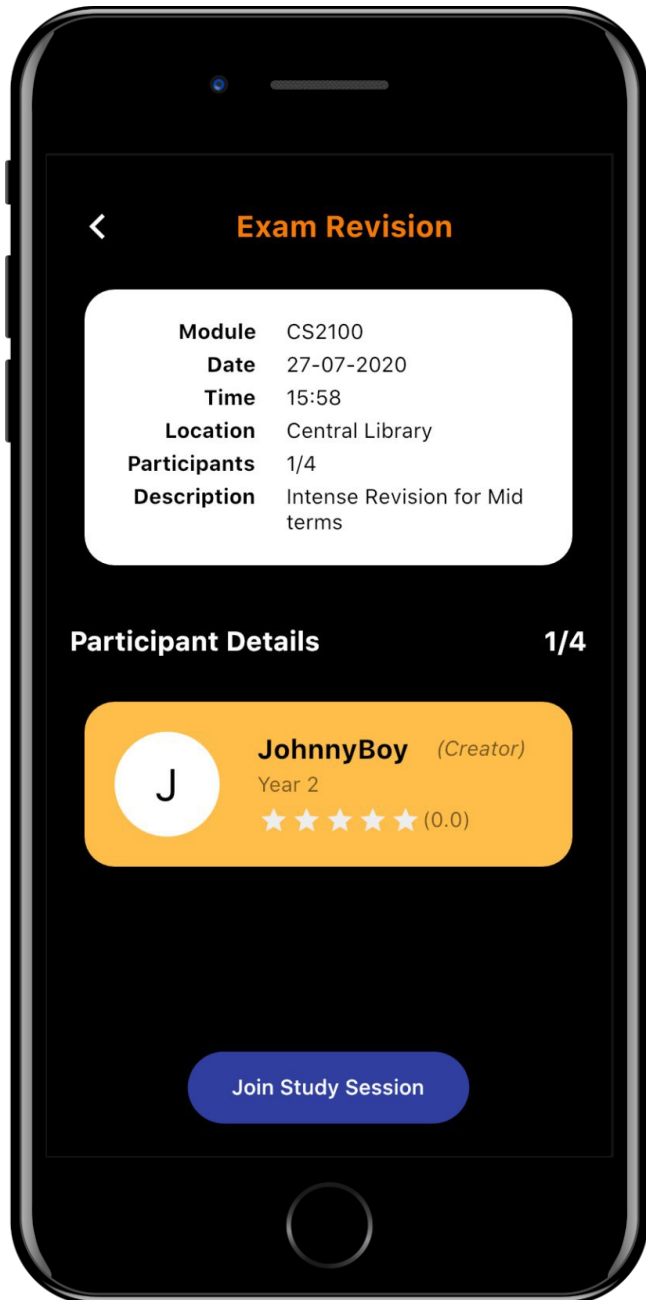 Exam Revision
Module CS2100
Date 27-07-2020
Time 15:58
Location Central Library
Participants 1/4
Description Intense Revision for Mid
terms
Participant Details 1/4
J
JohnnyBoy (Creator)
Year 2
(0.0)
Join Study Session